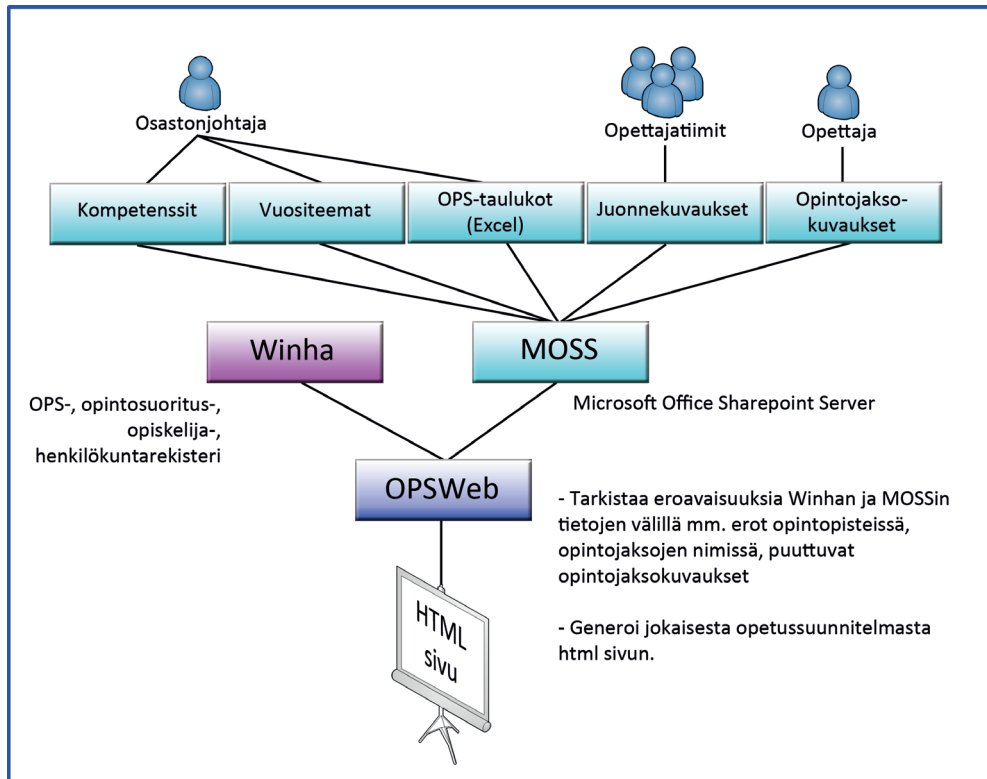 Osastonjohtaja
Opettajatiimit
Opettaja
Kompetenssit
Vuositeemat
OPS-taulukot
(Excel)
Juonnekuvaukset
Opintojakso-
kuvaukset
Winha
MOSS
OPS-, opintosuoritus-,
opiskelija-,
henkilökuntarekisteri
Microsoft Office Sharepoint Server
OPSWeb
- Tarkistaa eroavaisuuksia Winhan ja MOSSin
tietojen välillä mm. erot opintopisteissä,
opintojaksojen nimissä, puuttuvat
opintojaksokuvaukset
- Generoi jokaisesta opetussuunnitelmasta
html sivun.
HTML
sivu